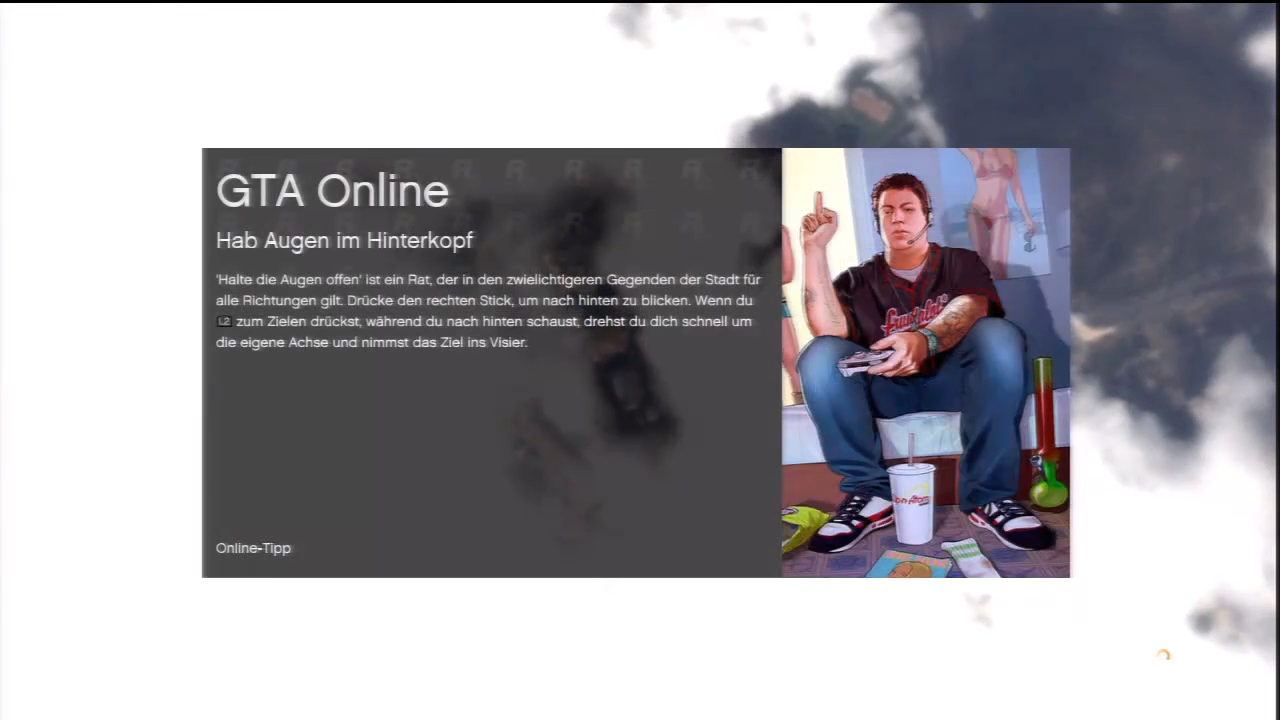 GTA Online
Hab Augen im Hinterkopf
'Halte die Augen offen' ist ein Rat, der in den zwielichtigeren Gegenden der Stadt für
alle Richtungen gilt. Drücke den rechten Stick, um nach hinten zu blicken. Wenn du
L2 zum Zielen drückst, während du nach hinten schaust, drehst du dich schnell um
die eigene Achse und nimmst das Ziel ins Visier.
Online-Tipp